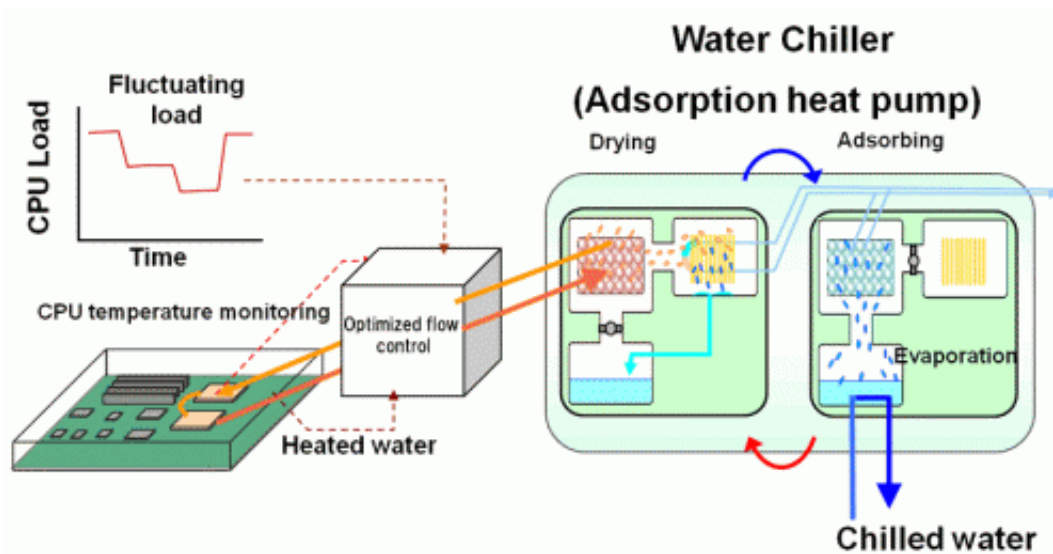 Water Chiller
(Adsorption heat pump)
Fluctuating
load
CPU Load
Time
Drying
Adsorbing
CPU temperature monitoring
Optimized flow
control
Heated water
Evaporation
Chilled water